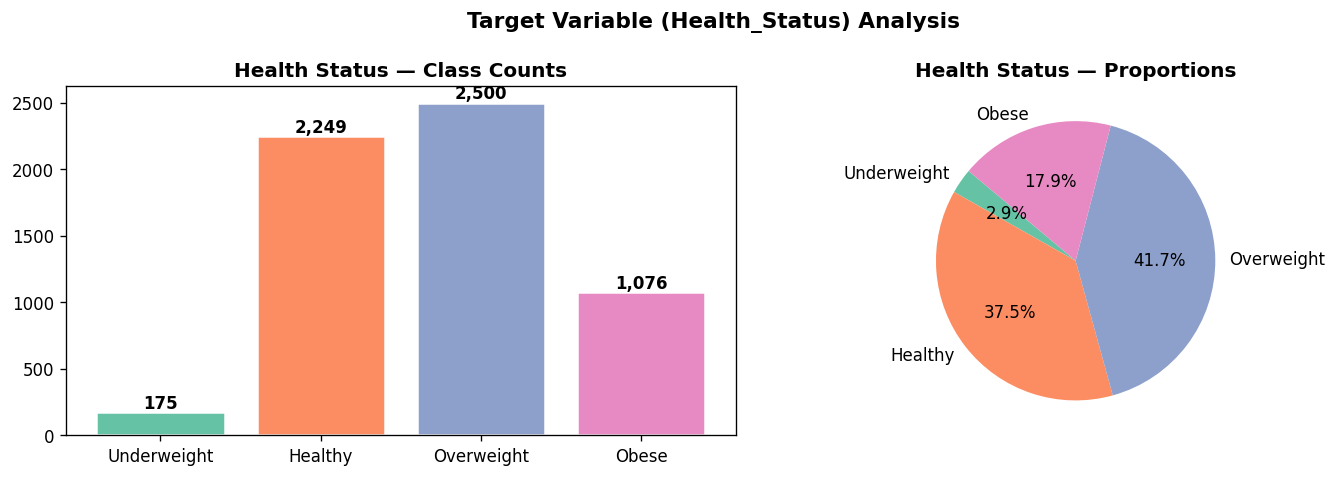 Target Variable (Health_Status) Analysis
Health Status — Class Counts
2500
2000
1500
1000
500
0
175
2,249
2,500
1,076
Underweight
Healthy
Overweight
Obese
Health Status — Proportions
Obese
Underweight
Healthy
Overweight
17.9%
2.9%
37.5%
41.7%